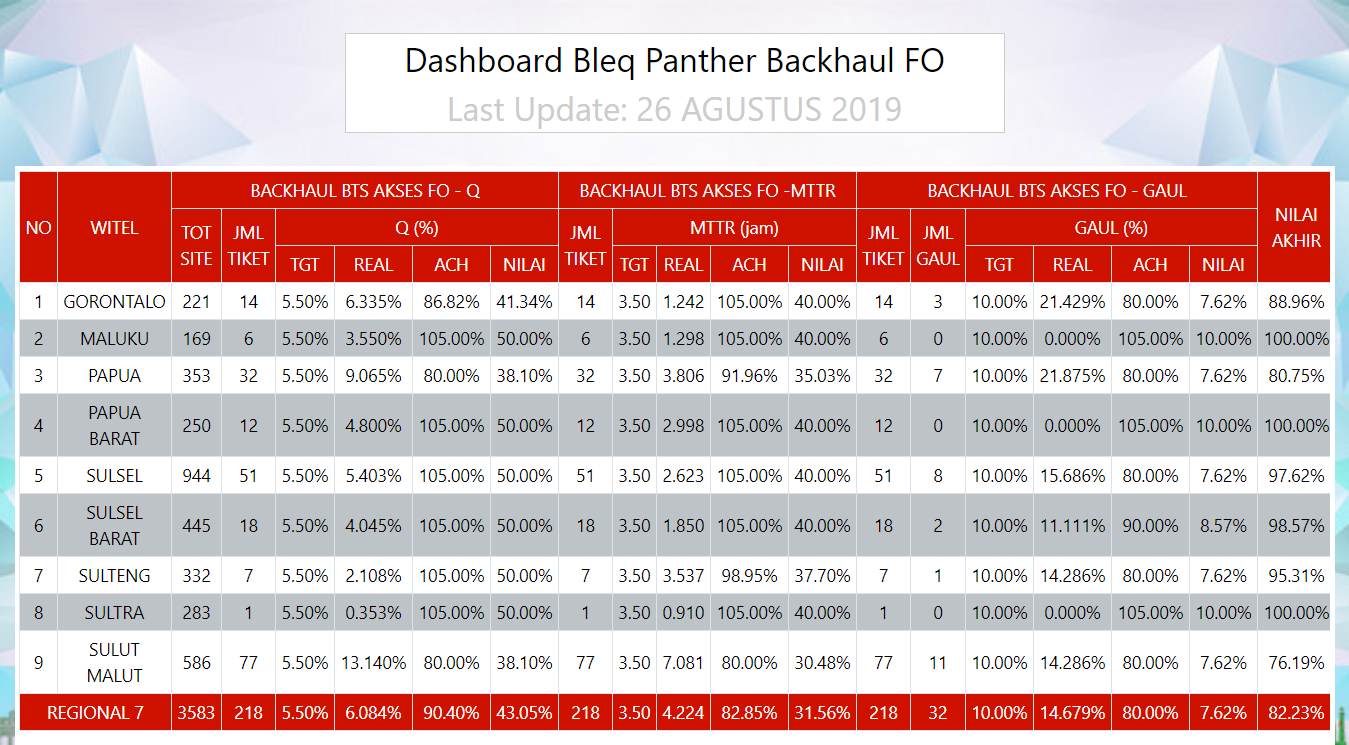 Dashboard Bleq Panther Backhaul FO
Last Update: 26 AGUSTUS 2019
NO WITEL BACKHAUL BTS AKSES FO - Q BACKHAUL BTS AKSES FO -MTTR BACKHAUL BTS AKSES FO - GAUL NILAI AKHIR
TOT SITE JML TIKET Q (%) JML TIKET MTTR (jam) JML TIKET JML GAUL GAUL (%)
TGT REAL ACH NILAI TGT REAL ACH NILAI TGT REAL ACH NILAI
1 GORONTALO 221 14 5.50% 6.335% 86.82% 41.34% 14 3.50 1.242 105.00% 40.00% 14 3 10.00% 21.429% 80.00% 7.62% 88.96%
2 MALUKU 169 6 5.50% 3.550% 105.00% 50.00% 6 3.50 1.298 105.00% 40.00% 6 0 10.00% 0.000% 105.00% 10.00% 100.00%
3 PAPUA 353 32 5.50% 9.065% 80.00% 38.10% 32 3.50 3.806 91.96% 35.03% 32 7 10.00% 21.875% 80.00% 7.62% 80.75%
4 PAPUA BARAT 250 12 5.50% 4.800% 105.00% 50.00% 12 3.50 2.998 105.00% 40.00% 12 0 10.00% 0.000% 105.00% 10.00% 100.00%
5 SULSEL 944 51 5.50% 5.403% 105.00% 50.00% 51 3.50 2.623 105.00% 40.00% 51 8 10.00% 15.686% 80.00% 7.62% 97.62%
6 SULSEL BARAT 445 18 5.50% 4.045% 105.00% 50.00% 18 3.50 1.850 105.00% 40.00% 18 2 10.00% 11.111% 90.00% 8.57% 98.57%
7 SULTENG 332 7 5.50% 2.108% 105.00% 50.00% 7 3.50 3.537 98.95% 37.70% 7 1 10.00% 14.286% 80.00% 7.62% 95.31%
8 SULTRA 283 1 5.50% 0.353% 105.00% 50.00% 1 3.50 0.910 105.00% 40.00% 1 0 10.00% 0.000% 105.00% 10.00% 100.00%
9 SULUT MALUT 586 77 5.50% 13.140% 80.00% 38.10% 77 3.50 7.081 80.00% 30.48% 77 11 10.00% 14.286% 80.00% 7.62% 76.19%
REGIONAL 7 3583 218 5.50% 6.084% 90.40% 43.05% 218 3.50 4.224 82.85% 31.56% 218 32 10.00% 14.679% 80.00% 7.62% 82.23%